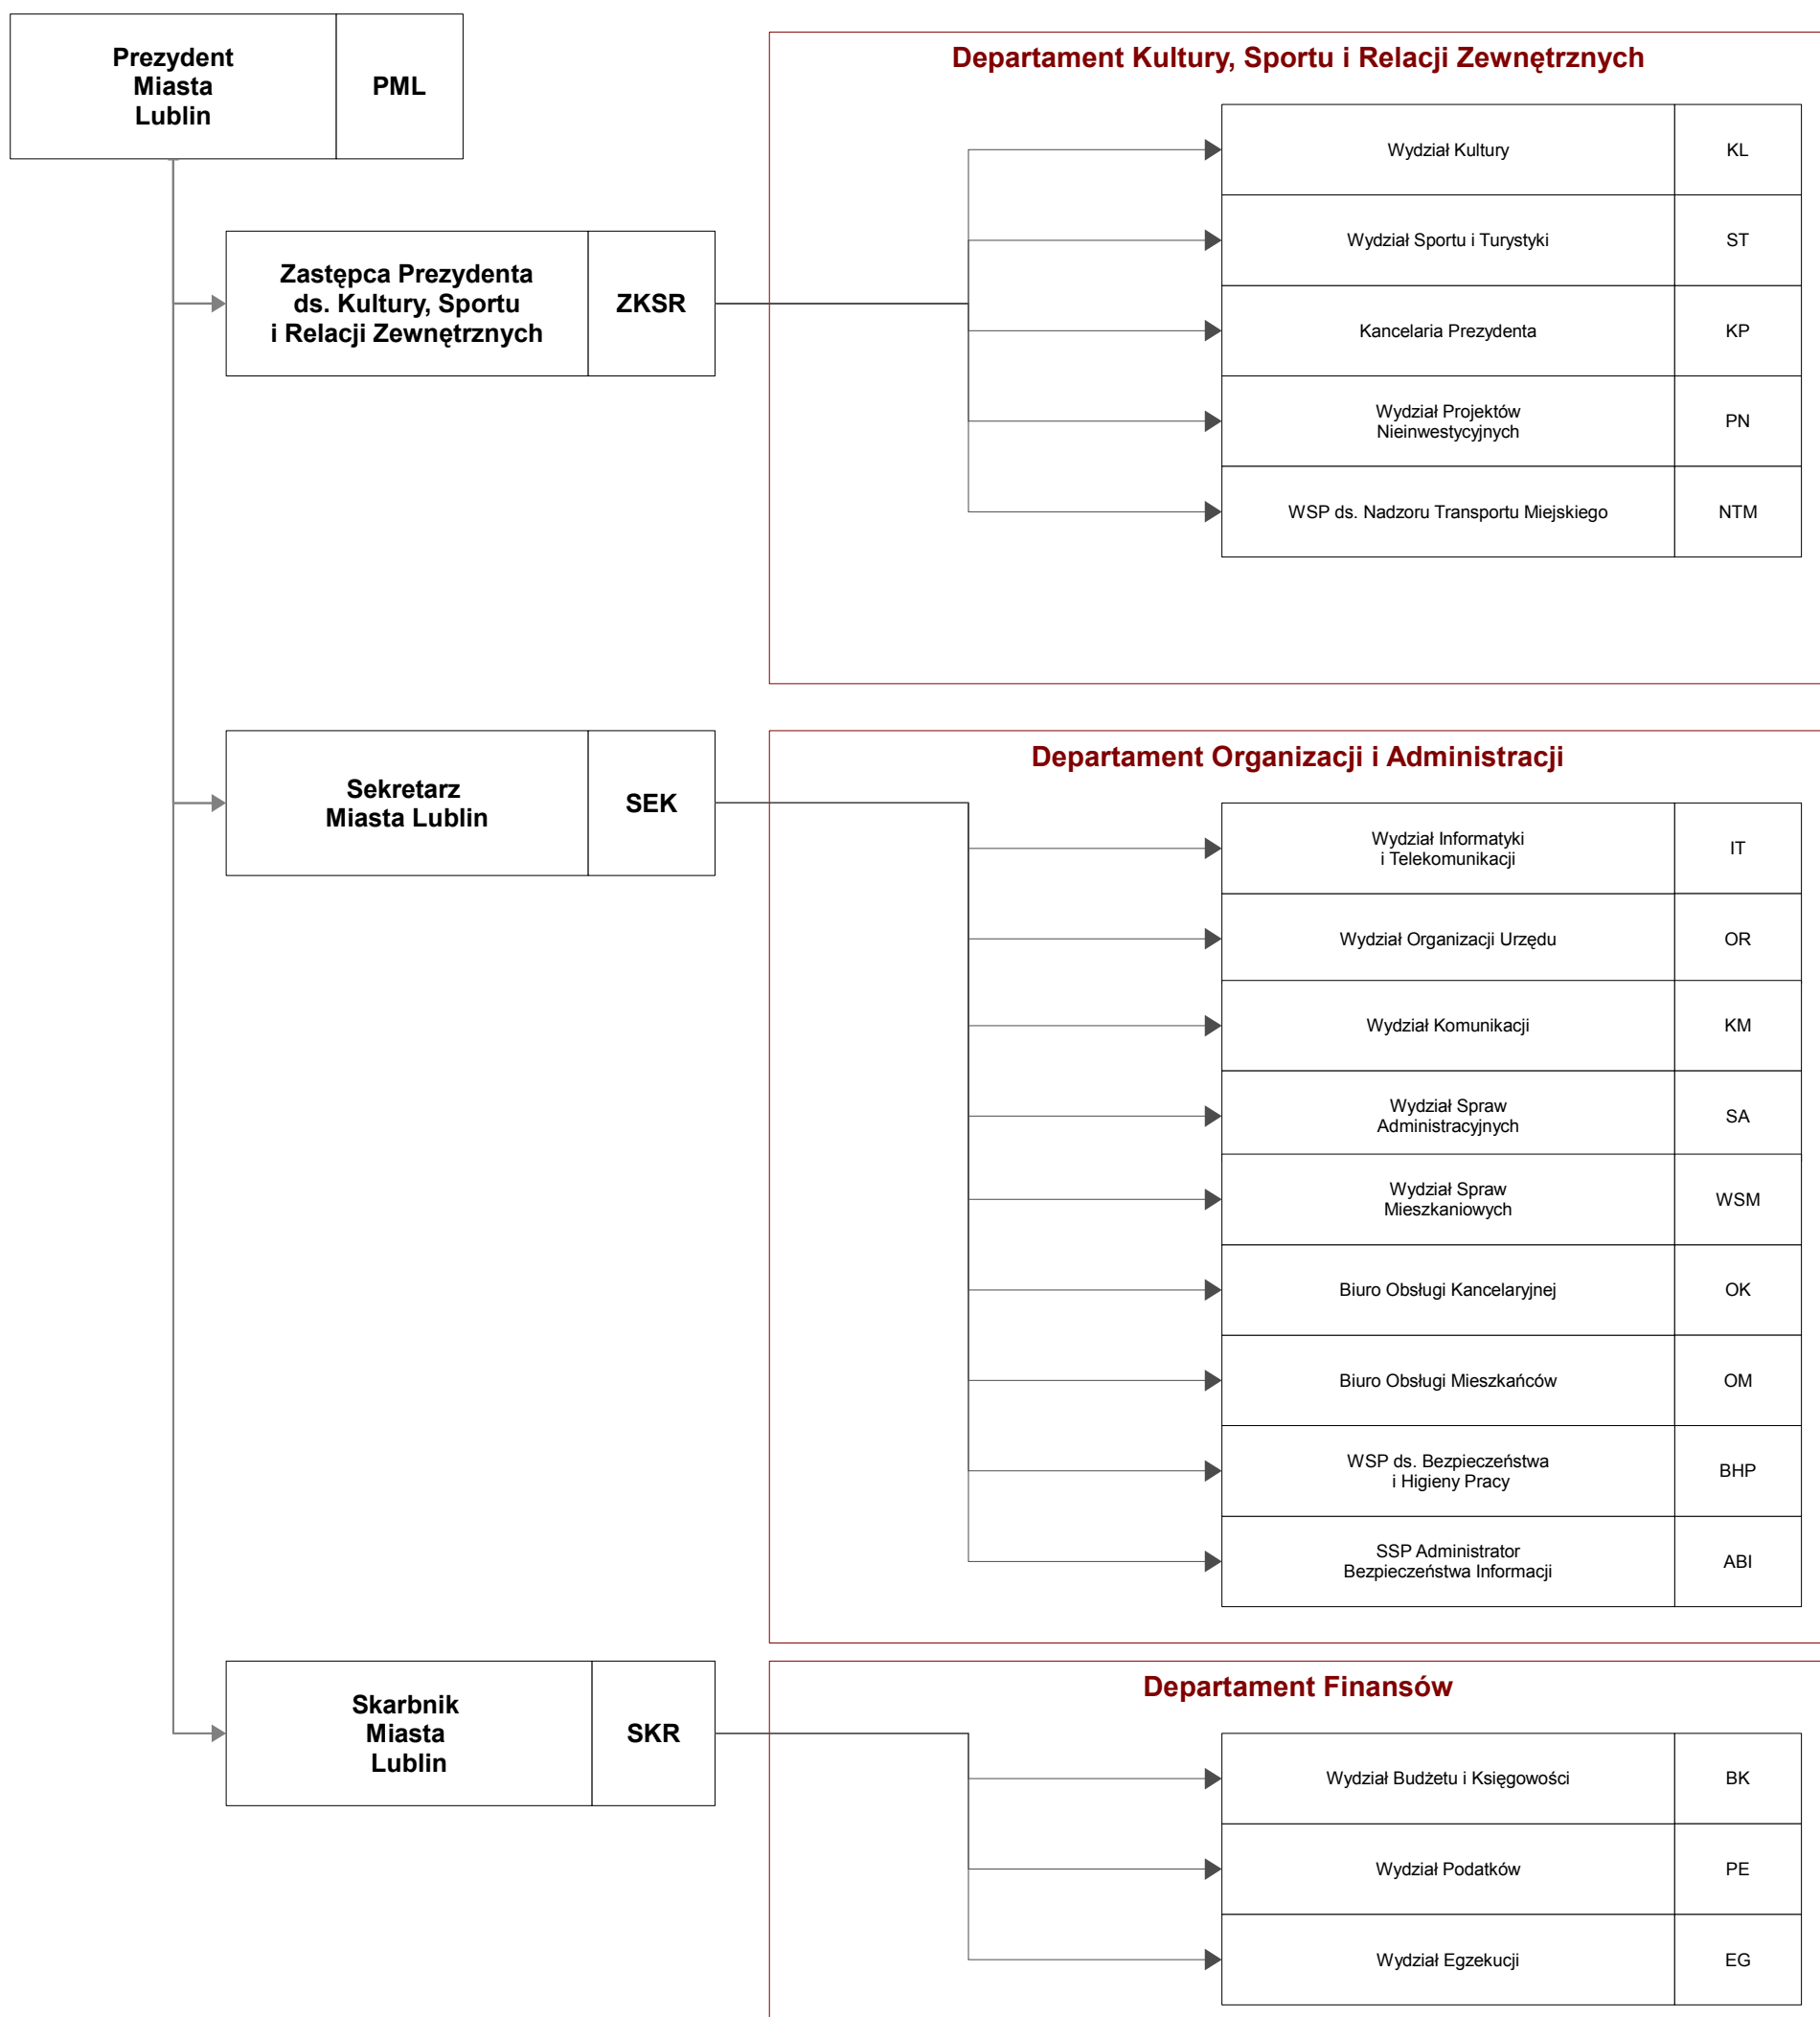 Prezydent
Miasta
Lublin
PML
Departament Kultury, Sportu i Relacji Zewnętrznych
Wydział Kultury
KL
Wydział Sportu i Turystyki
ST
Zastępca Prezydenta
ds. Kultury, Sportu
i Relacji Zewnętrznych
ZKSR
Kancelaria Prezydenta
KP
Wydział Projektów
Nieinwestycyjnych
PN
WSP ds. Nadzoru Transportu Miejskiego
NTM
Sekretarz
Miasta Lublin
SEK
Departament Organizacji i Administracji
Wydział Informatyki
i Telekomunikacji
IT
Wydział Organizacji Urzędu
OR
Wydział Komunikacji
KM
Wydział Spraw
Administracyjnych
SA
Wydział Spraw
Mieszkaniowych
WSM
Biuro Obsługi Kancelaryjnej
OK
Biuro Obsługi Mieszkańców
OM
WSP ds. Bezpieczeństwa
i Higieny Pracy
BHP
SSP Administrator
Bezpieczeństwa Informacji
ABI
Skarbnik
Miasta
Lublin
SKR
Departament Finansów
Wydział Budżetu i Księgowości
BK
Wydział Podatków
PE
Wydział Egzekucji
EG